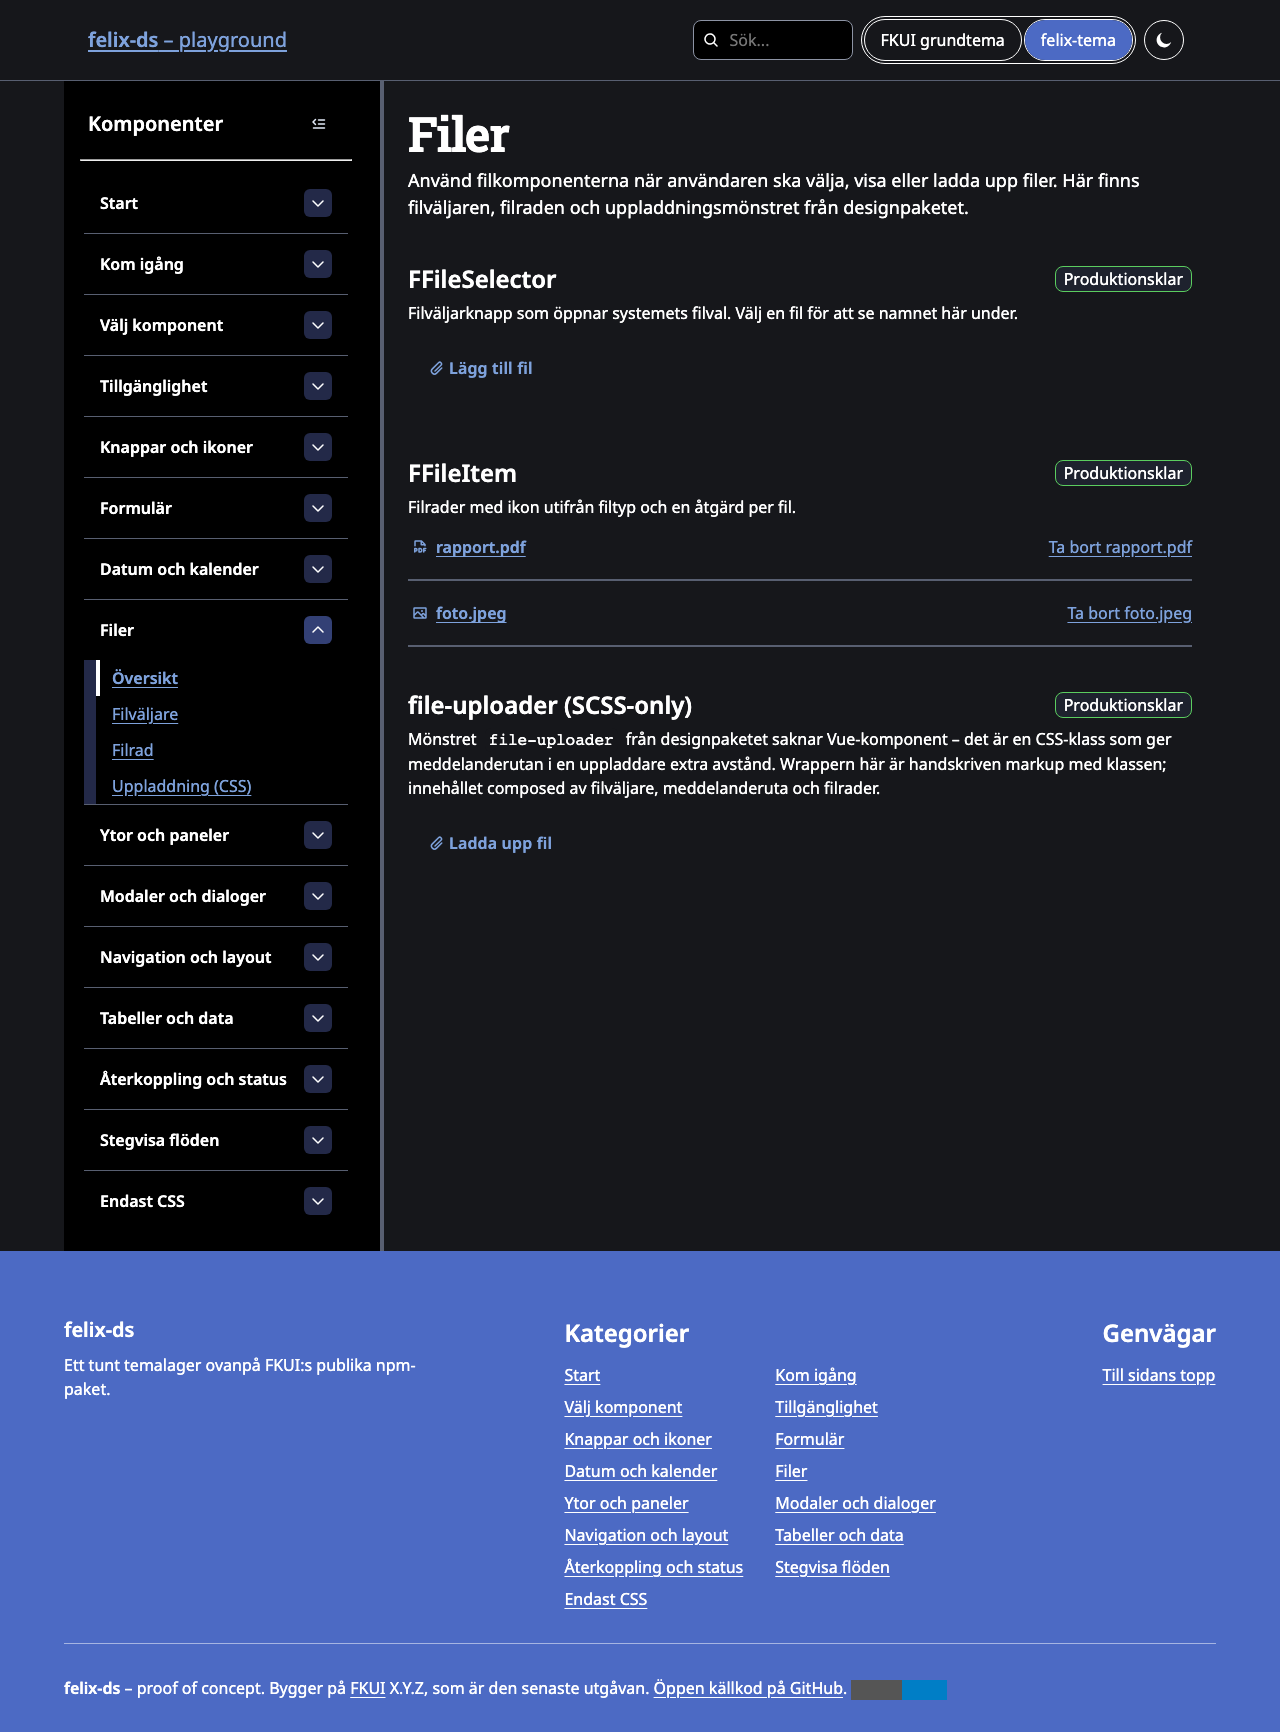 felix-ds – playground
Sök...
FKUI grundtema
felix-tema
Komponenter
Start
Kom igång
Välj komponent
Tillgänglighet
Knappar och ikoner
Formulär
Datum och kalender
Filer
Översikt
Filväljare
Filrad
Uppladdning (CSS)
Ytor och paneler
Modaler och dialoger
Navigation och layout
Tabeller och data
Återkoppling och status
Stegvisa flöden
Endast CSS
Filer
Använd filkomponenterna när användaren ska välja, visa eller ladda upp filer. Här finns
filväljaren, filraden och uppladdningsmönstret från designpaketet.
FFileSelector
Produktionsklar
Filväljarknapp som öppnar systemets filval. Välj en fil för att se namnet här under.
Lägg till fil
FFileItem
Produktionsklar
Filrader med ikon utifrån filtyp och en åtgärd per fil.
PDF
rapport.pdf
Ta bort rapport.pdf
foto.jpeg
Ta bort foto.jpeg
file-uploader (SCSS-only)
Produktionsklar
Mönstret file-uploader från designpaketet saknar Vue-komponent – det är en CSS-klass som ger
meddelanderutan i en uppladdare extra avstånd. Wrappern här är handskriven markup med klassen;
innehållet composed av filväljare, meddelanderuta och filrader.
Ladda upp fil
felix-ds
Ett tunt temalager ovanpå FKUI:s publika npm-
paket.
Kategorier
Start
Kom igång
Välj komponent
Tillgänglighet
Knappar och ikoner
Formulär
Datum och kalender
Filer
Ytor och paneler
Modaler och dialoger
Navigation och layout
Tabeller och data
Återkoppling och status
Stegvisa flöden
Endast CSS
Genvägar
Till sidans topp
felix-ds – proof of concept. Bygger på FKUI X.Y.Z, som är den senaste utgåvan. Öppen källkod på GitHub.